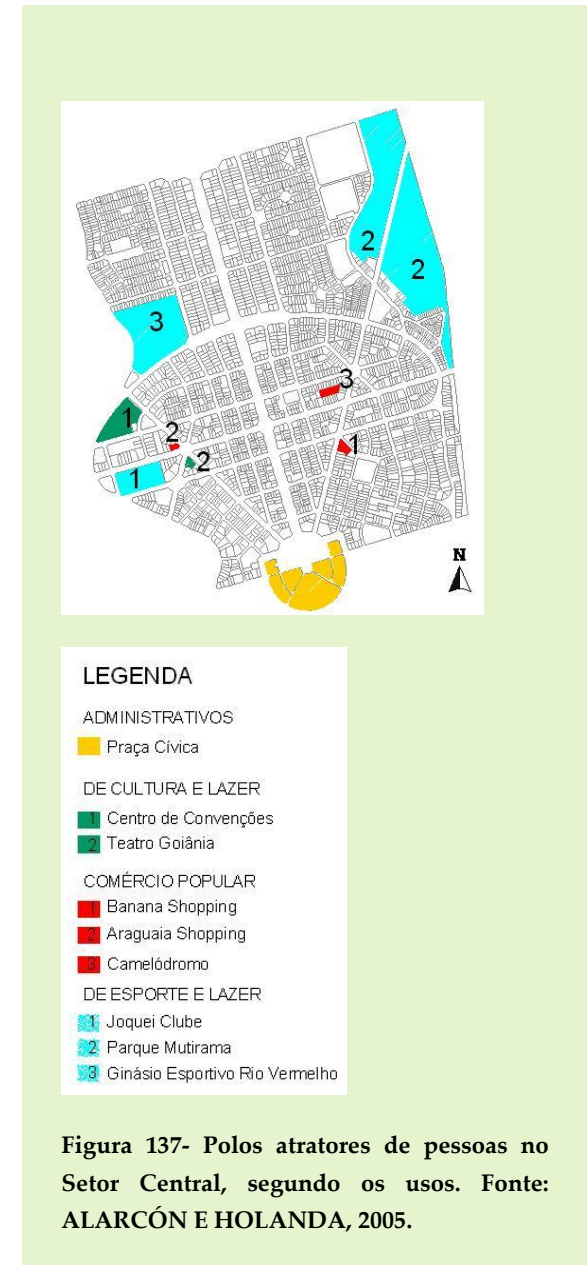 2
2
3
3
1
2
2
1
1
N
LEGENDA
ADMINISTRATIVOS
Praça Cívica
DE CULTURA E LAZER
1 Centro de Convenções
2 Teatro Goiânia
COMÉRCIO POPULAR
1 Banana Shopping
2 Araguaia Shopping
3 Camelódromo
DE ESPORTE E LAZER
1 Joquei Clube
2 Parque Mutirama
3 Ginásio Esportivo Rio Vermelho
Figura 137- Polos atratores de pessoas no
Setor Central, segundo os usos. Fonte:
ALARCÓN E HOLANDA, 2005.